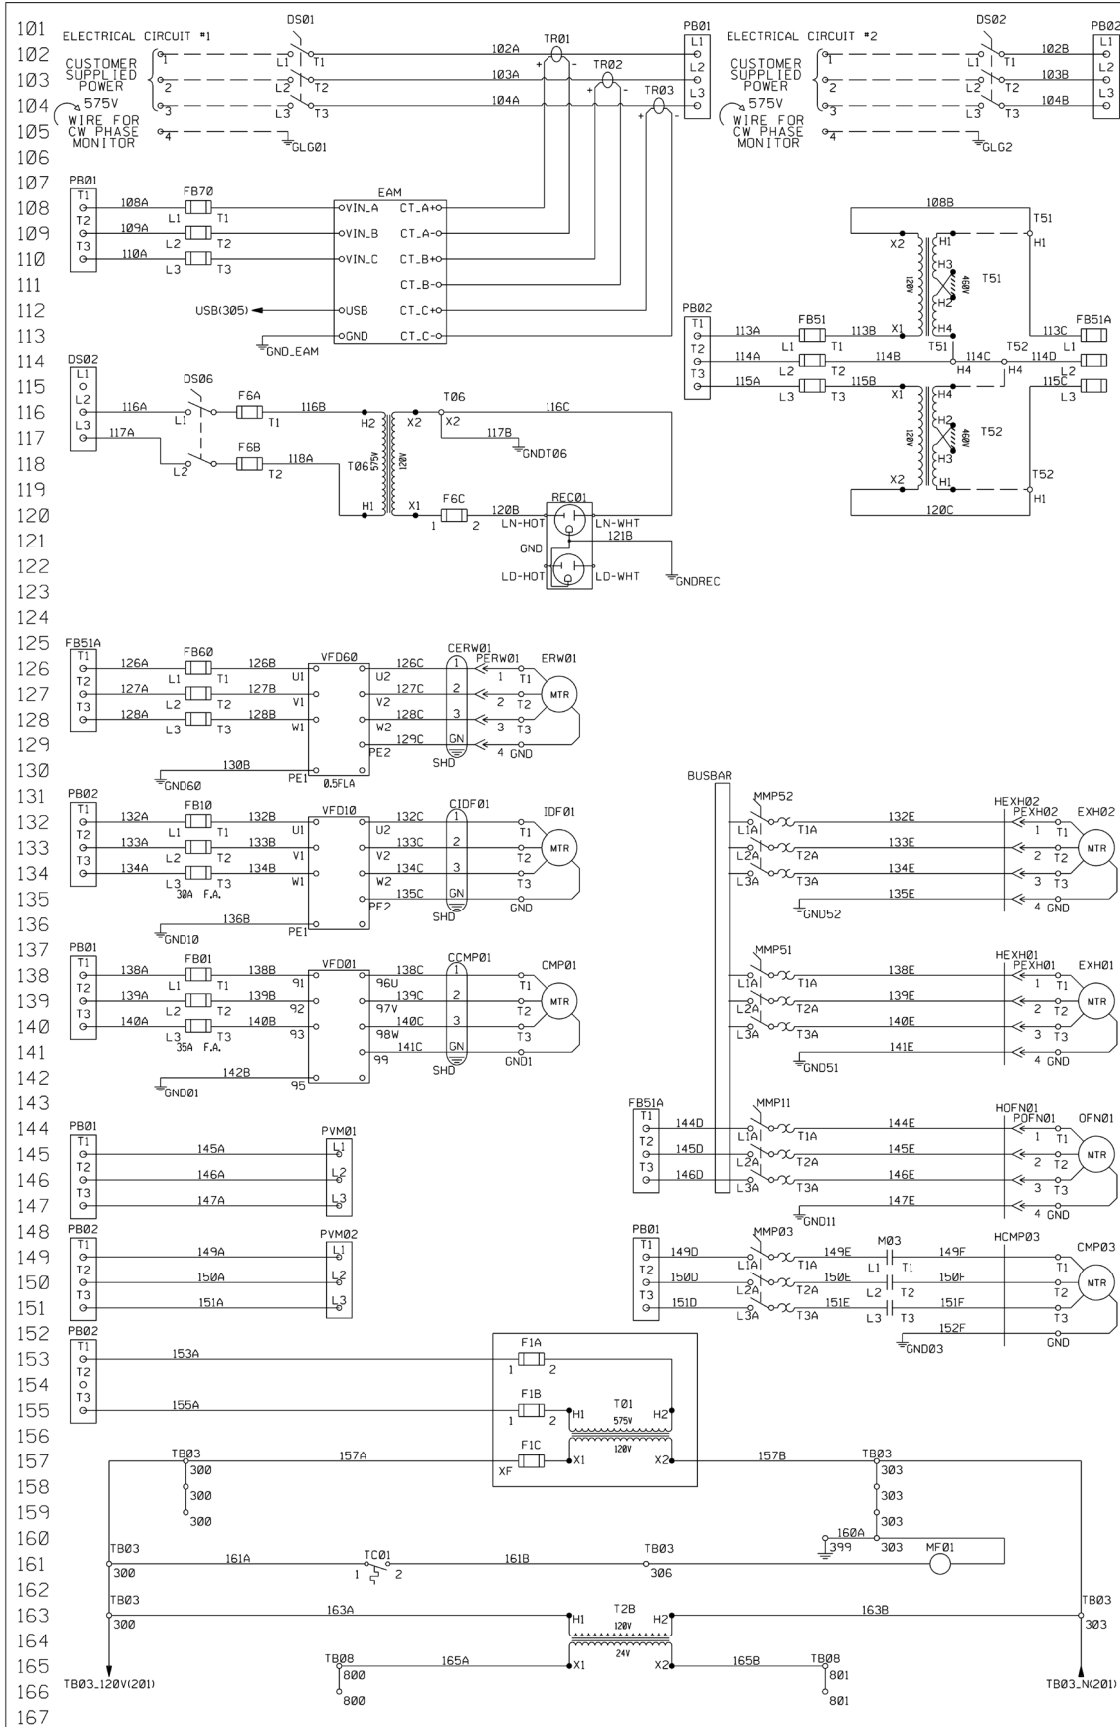 101 DS01 PB01 DS02 PB02
ELECTRICAL CIRCUIT #1 ELECTRICAL CIRCUIT #2
102 1 L1 T1 102A TR01 L1 1 L1 T1 102B L1
CUSTOMER SUPPLIED POWER CUSTOMER SUPPLIED POWER
103 2 L2 T2 103A + - TR02 L2 2 L2 T2 103B L2
104 575V 3 L3 T3 104A + - TR03 L3 575V 3 L3 T3 104B L3
105 WIRE FOR CW PHASE MONITOR 4 GLG01 + - WIRE FOR CW PHASE MONITOR 4 GLG2
106
107 PB01 FB70 EAM
108 T1 108A L1 T1 VIN_A CT_A+ 108B T51
109 T2 109A L2 T2 VIN_B CT_A- X2 H1 H1
110 T3 110A L3 T3 VIN_C CT_B+ 120V H3 460V T51
111 CT_B- H2
112 USB(305) USB CT_C+ PB02 X1 H4 FB51 FB51A
113 GND_EAM GND CT_C- T1 113A L1 T1 113B T51 T52 113C L1
114 DS02 T2 114A L2 T2 114B H4 114C H4 114D L2
115 L1 DS06 T3 115A L3 T3 115B X1 H4 115C L3
116 L2 116A L1 F6A T1 116B H2 X2 T06 X2 116C 120V H2 460V T52
117 L3 117A F6B T06 575V 120V 117B GNDT06 H3
118 L2 T2 118A
119 H1 X1 F6C REC01 X2 H1 T52 H1
120 1 2 120B LN-HOT LN-WHT 120C
121 GND 121B
122 LO-HOT LO-WHT GNDREC
123
124
125 FB51A FB60 VFD60 CERW01 PERW01 ERW01
126 T1 126A L1 T1 126B U1 U2 126C 1 1 T1
127 T2 127A L2 T2 127B V1 V2 127C 2 2 T2 MTR
128 T3 128A L3 T3 128B W1 W2 128C 3 3 T3
129 PE2 129C GN SHD 4 GND
130 GND60 130B PE1 0.5FLA BUSBAR
131 PB02 FB10 VFD10 CIDF01 IDF01 MMP52 HEXH02 PEXH02 EXH02
132 T1 132A L1 T1 132B U1 U2 132C 1 T1 L1A T1A 132E 1 T1
133 T2 133A L2 T2 133B V1 V2 133C 2 T2 MTR L2A T2A 133E 2 T2 MTR
134 T3 134A L3 T3 134B W1 W2 134C 3 T3 L3A T3A 134E 3 T3
135 30A F.A. PE2 135C GN SHD GND GND52 135E 4 GND
136 GND10 136B PE1
137 PB01 FB01 VFD01 CCMP01 CMP01 MMP51 HEXH01 PEXH01 EXH01
138 T1 138A L1 T1 138B 91 96U 138C 1 T1 L1A T1A 138E 1 T1
139 T2 139A L2 T2 139B 92 97V 139C 2 T2 MTR L2A T2A 139E 2 T2 MTR
140 T3 140A L3 T3 140B 93 98W 140C 3 T3 L3A T3A 140E 3 T3
141 35A F.A. 99 141C GN SHD GND1 GND51 141E 4 GND
142 GND01 142B 95
143 FB51A MMP11 HOFN01 POFN01 OFN01
144 PB01 PVM01 T1 144D L1A T1A 144E 1 T1
145 T1 145A L1 T2 145D L2A T2A 145E 2 T2 MTR
146 T2 146A L2 T3 146D L3A T3A 146E 3 T3
147 T3 147A L3 GND11 147E 4 GND
148 PB02 PVM02 PB01 MMP03 M03 HCMP03 CMP03
149 T1 149A L1 T1 149D L1A T1A 149E L1 T1 149F T1
150 T2 150A L2 T2 150D L2A T2A 150E L2 T2 150F T2 MTR
151 T3 151A L3 T3 151D L3A T3A 151E L3 T3 151F T3
152 PB02 GND03 152F GND
153 T1 153A 1 F1A 2
154 T2
155 T3 155A 1 F1B 2 H1 T01 H2 575V
156 120V
157 TB03 300 157A XF F1C X1 X2 157B TB03 303
158 300 303
159 300 303
160 160A 399 303
161 TB03 300 161A 1 TC01 2 161B TB03 306 MF01
162
163 TB03 300 163A H1 T2B H2 120V 163B TB03 303
164 24V
165 TB08 800 165A X1 X2 165B TB08 801
166 TB03_120V(201) 800 801 TB03_N(201)
167